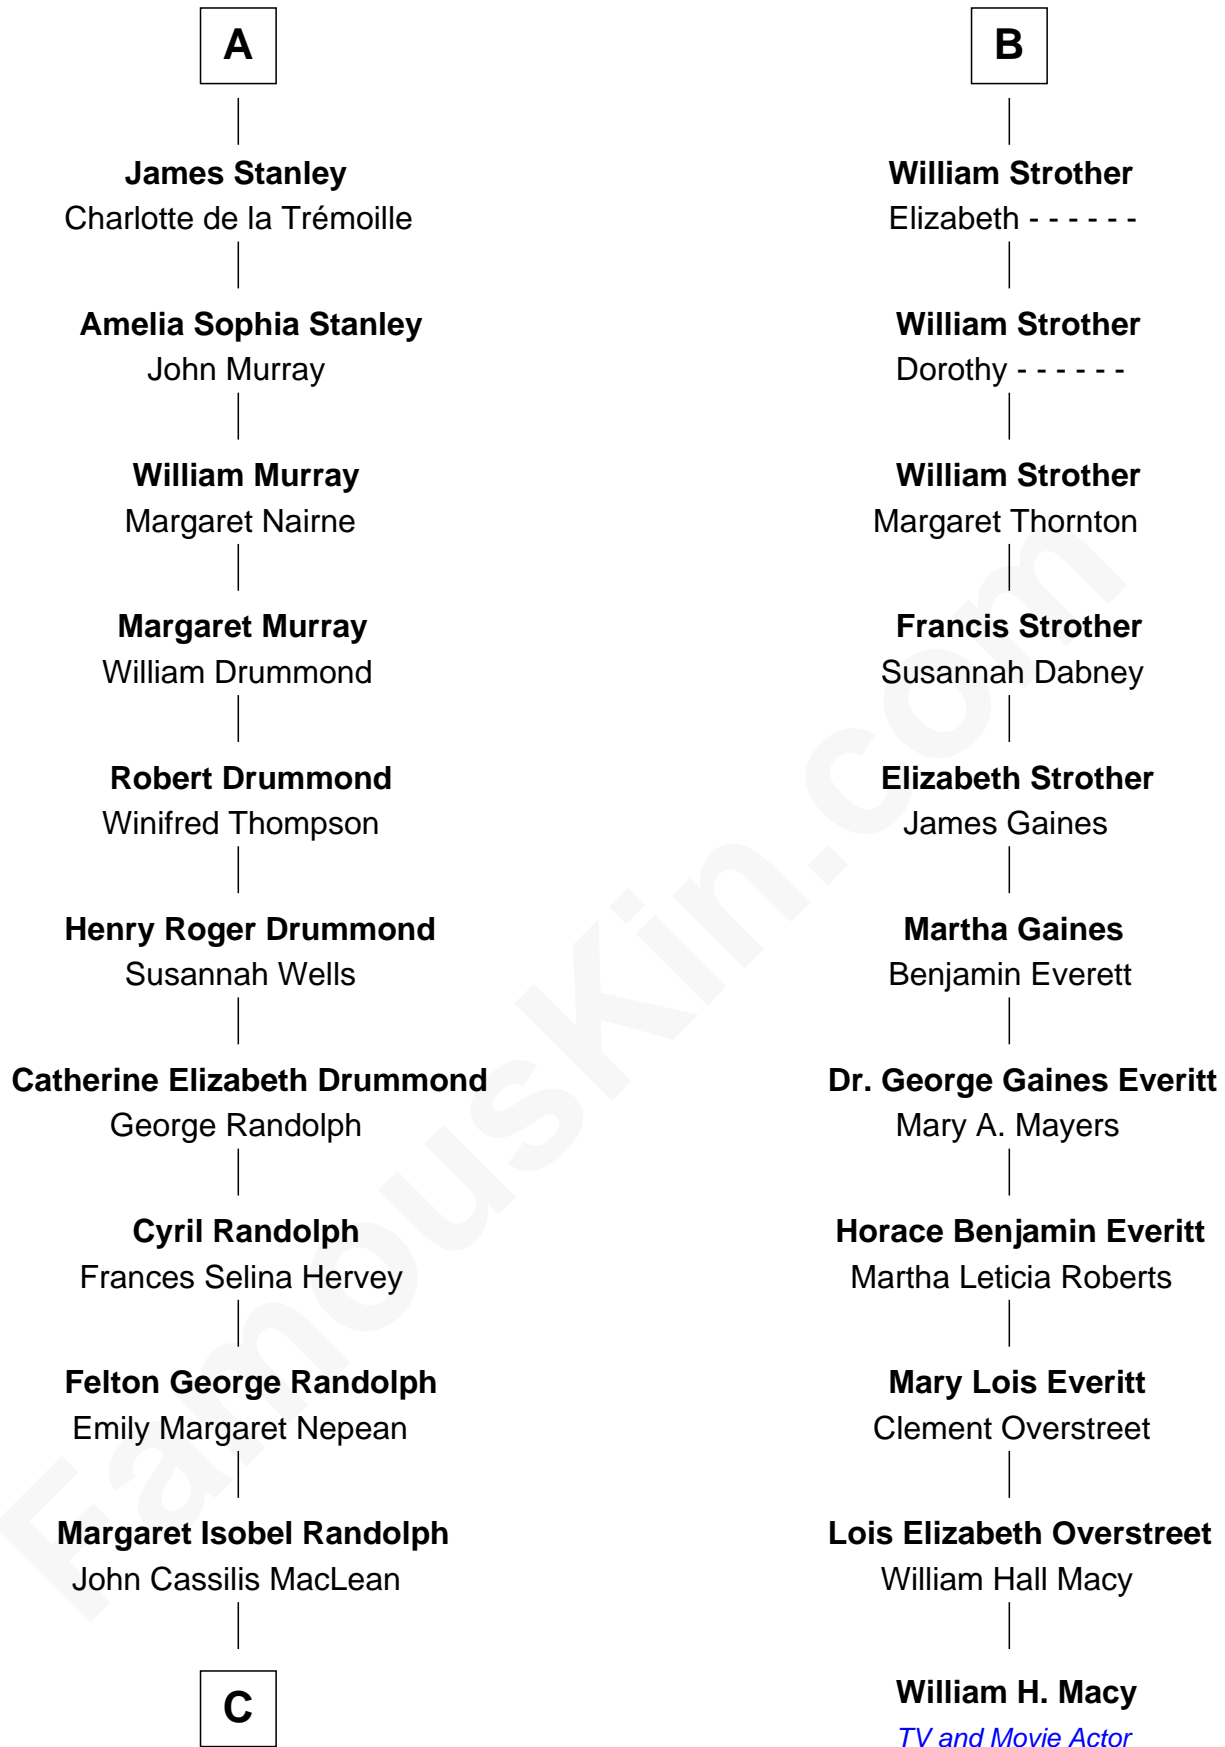 A
James Stanley
Charlotte de la Trémoille
Amelia Sophia Stanley
John Murray
William Murray
Margaret Nairne
Margaret Murray
William Drummond
Robert Drummond
Winifred Thompson
Henry Roger Drummond
Susannah Wells
Catherine Elizabeth Drummond
George Randolph
Cyril Randolph
Frances Selina Hervey
Felton George Randolph
Emily Margaret Nepean
Margaret Isobel Randolph
John Cassilis MacLean
C
B
William Strother
Elizabeth - - - - - -
William Strother
Dorothy - - - - - -
William Strother
Margaret Thornton
Francis Strother
Susannah Dabney
Elizabeth Strother
James Gaines
Martha Gaines
Benjamin Everett
Dr. George Gaines Everitt
Mary A. Mayers
Horace Benjamin Everitt
Martha Leticia Roberts
Mary Lois Everitt
Clement Overstreet
Lois Elizabeth Overstreet
William Hall Macy
William H. Macy
TV and Movie Actor
FamousKin.com